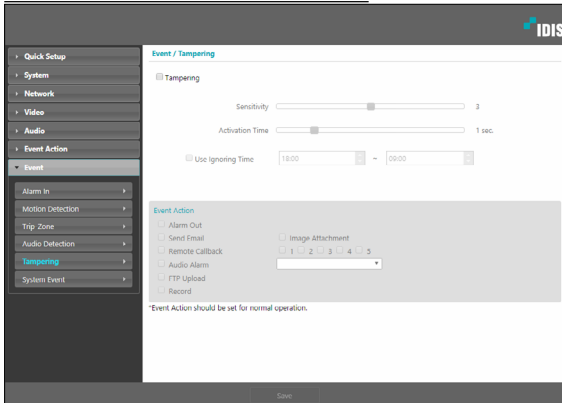 IDIS
Quick Setup
System
Network
Video
Audio
Event Action
Event
Alarm In
Motion Detection
Trip Zone
Audio Detection
Tampering
System Event
Event / Tampering
Tampering
Sensitivity 3
Activation Time 1 sec.
Use Ignoring Time 18:00 ~ 09:00
Event Action
Alarm Out
Send Email Image Attachment
Remote Callback 1 2 3 4 5
Audio Alarm
FTP Upload
Record
*Event Action should be set for normal operation.
Save